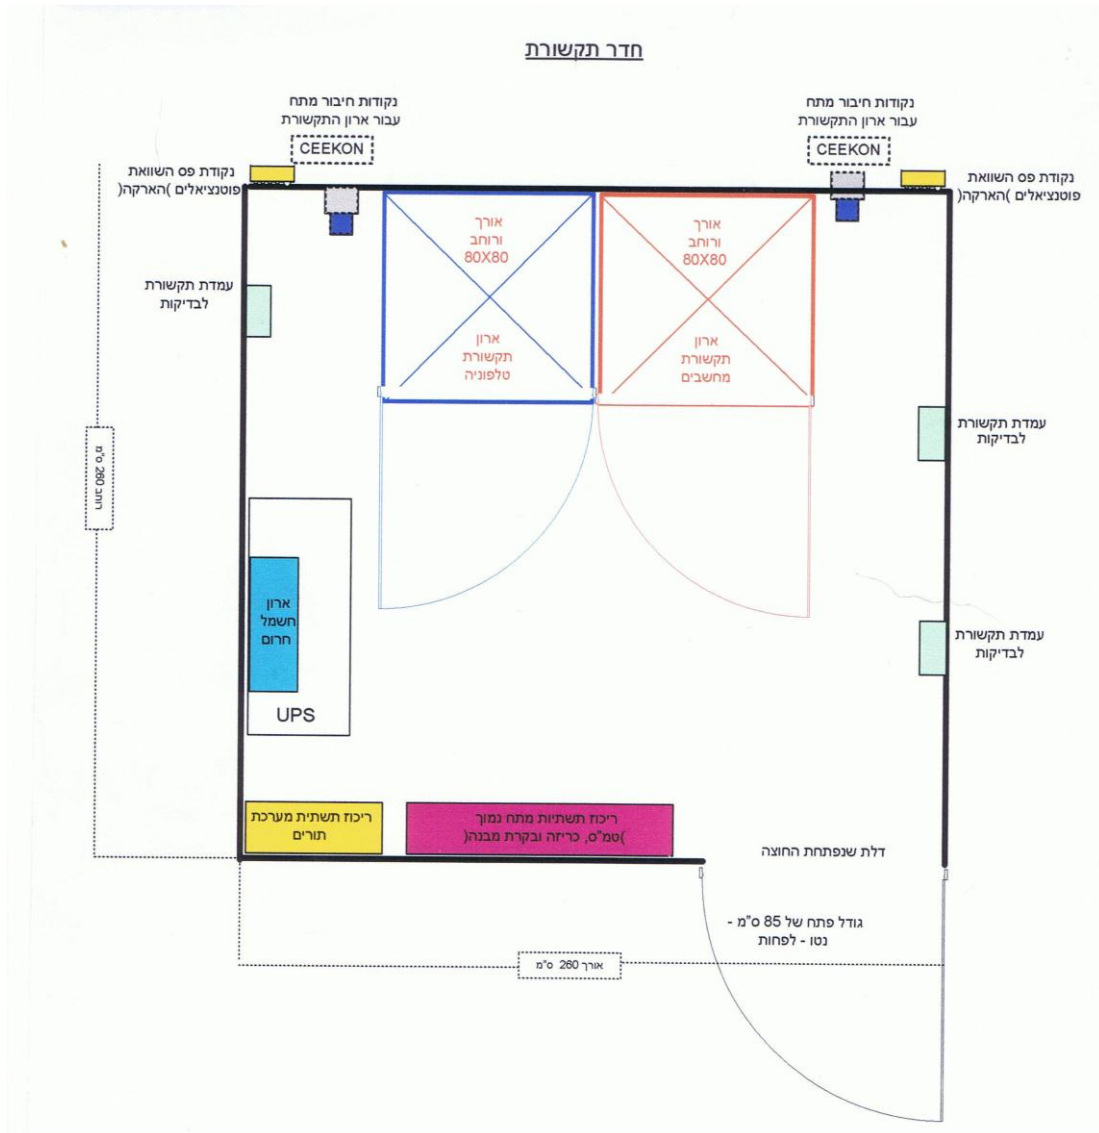 חדר תקשורת
נקודות חיבור מתח
עבור ארון התקשורת
CEEKON
נקודות חיבור מתח
עבור ארון התקשורת
CEEKON
נקודת פס השוואת
פוטנציאלים )הארקה(
נקודת פס השוואת
פוטנציאלים )הארקה(
אורך
ורוחב
80X80
ארון
תקשורת
מחשבים
אורך
ורוחב
80X80
ארון
תקשורת
טלפוניה
עמדת תקשורת
לבדיקות
עמדת תקשורת
לבדיקות
עמדת תקשורת
לבדיקות
רוחב 260 ס"מ
ארון
חשמל
חרום
UPS
ריכוז תשתיות מתח נמוך
)טמ"ס, כריזה ובקרת מבנה(
ריכוז תשתית מערכת
תורים
דלת שנפתחת החוצה
גודל פתח של 85 ס"מ -
נטו - לפחות
אורך 260 ס"מ